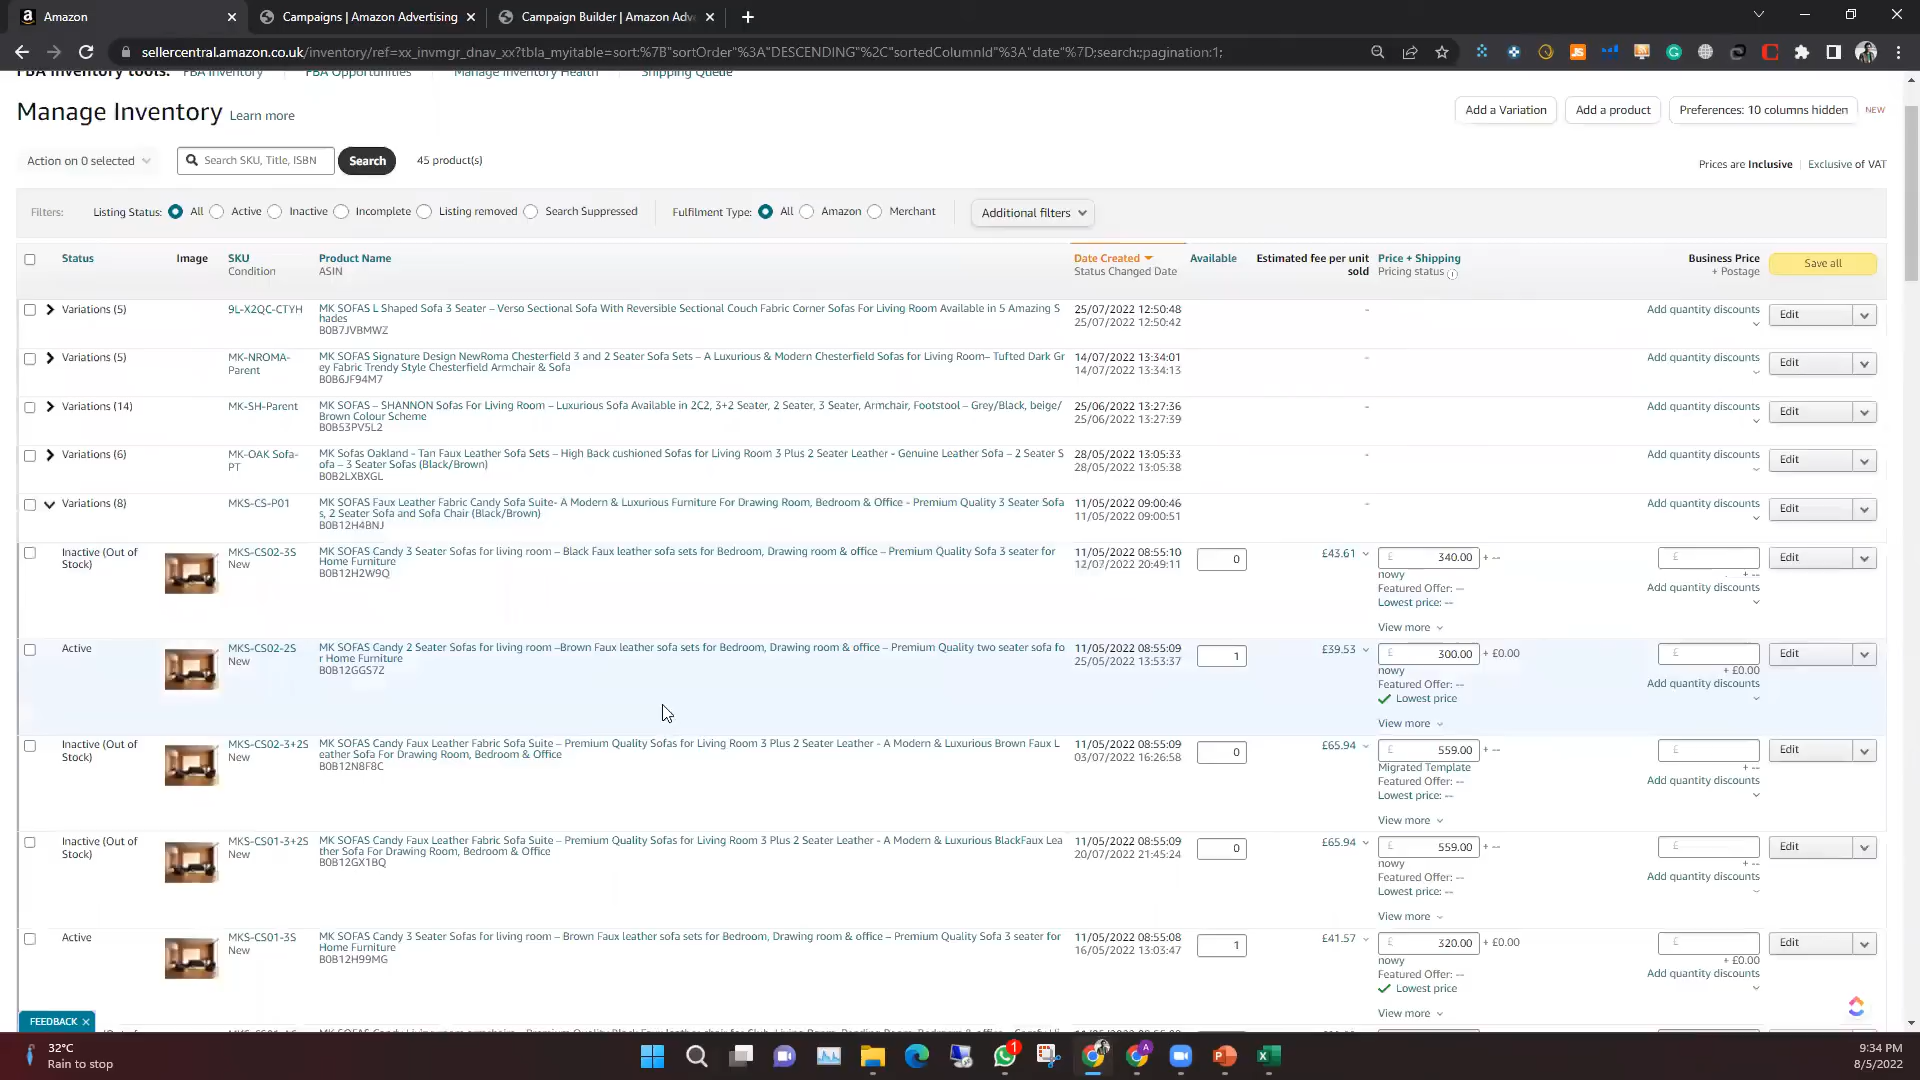 Amazon
Campaigns | Amazon Advertising
Campaign Builder | Amazon Adv
sellercentral.amazon.co.uk/inventory/ref=xx_invmgr_dnav_xx?tbla_myitable=sort:%7B"sortOrder"%3A"DESCENDING"%2C"sortedColumnId"%3A"date"%7D;search:;pagination:1;
FBA Inventory tools: FBA Inventory FBA Opportunities Manage Inventory Health Shipping Queue
Manage Inventory Learn more
Add a Variation Add a product Preferences: 10 columns hidden NEW
Action on 0 selected Search SKU, Title, ISBN Search 45 product(s)
Prices are Inclusive | Exclusive of VAT
Filters: Listing Status: All Active Inactive Incomplete Listing removed Search Suppressed Fulfilment Type: All Amazon Merchant Additional filters
Status Image SKU Product Name Date Created Available Estimated fee per unit Price + Shipping Business Price Save all
Condition ASIN Status Changed Date sold Pricing status + Postage
Variations (5) 9L-X2QC-CTYH MK SOFAS L Shaped Sofa 3 Seater – Verso Sectional Sofa With Reversible Sectional Couch Fabric Corner Sofas For Living Room Available in 5 Amazing S 25/07/2022 12:50:48 - Add quantity discounts Edit
hades 25/07/2022 12:50:42
B0B7JVBMWZ
Variations (5) MK-NROMA- MK SOFAS Signature Design NewRoma Chesterfield 3 and 2 Seater Sofa Sets – A Luxurious & Modern Chesterfield Sofas for Living Room– Tufted Dark Gr 14/07/2022 13:34:01 - Add quantity discounts Edit
Parent ey Fabric Trendy Style Chesterfield Armchair & Sofa 14/07/2022 13:34:13
B0B6JF94M7
Variations (14) MK-SH-Parent MK SOFAS – SHANNON Sofas For Living Room – Luxurious Sofa Available in 2C2, 3+2 Seater, 2 Seater, 3 Seater, Armchair, Footstool – Grey/Black, beige/ 25/06/2022 13:27:36 - Add quantity discounts Edit
Brown Colour Scheme 25/06/2022 13:27:39
B0B53PV5L2
Variations (6) MK-OAK Sofa- MK Sofas Oakland - Tan Faux Leather Sofa Sets – High Back cushioned Sofas for Living Room 3 Plus 2 Seater Leather - Genuine Leather Sofa – 2 Seater S 28/05/2022 13:05:33 - Add quantity discounts Edit
PT ofa – 3 Seater Sofas (Black/Brown) 28/05/2022 13:05:38
B0B2LXBXGL
Variations (8) MKS-CS-P01 MK SOFAS Faux Leather Fabric Candy Sofa Suite- A Modern & Luxurious Furniture For Drawing Room, Bedroom & Office - Premium Quality 3 Seater Sofa 11/05/2022 09:00:46 - Add quantity discounts Edit
s, 2 Seater Sofa and Sofa Chair (Black/Brown) 11/05/2022 09:00:51
B0B12H4BNJ
Inactive (Out of MKS-CS02-3S MK SOFAS Candy 3 Seater Sofas for living room – Black Faux leather sofa sets for Bedroom, Drawing room & office – Premium Quality Sofa 3 seater for 11/05/2022 08:55:10 0 £43.61 £ 340.00 + -- £ Edit
Stock) New Home Furniture 12/07/2022 20:49:11
B0B12H2W9Q nowy + --
Featured Offer: -- Add quantity discounts
Lowest price: --
View more
Active MKS-CS02-2S MK SOFAS Candy 2 Seater Sofas for living room –Brown Faux leather sofa sets for Bedroom, Drawing room & office – Premium Quality two seater sofa fo 11/05/2022 08:55:09 1 £39.53 £ 300.00 + £0.00 £ Edit
New r Home Furniture 25/05/2022 13:53:37
B0B12GGS7Z nowy + £0.00
Featured Offer: -- Add quantity discounts
Lowest price
View more
Inactive (Out of MKS-CS02-3+2S MK SOFAS Candy Faux Leather Fabric Sofa Suite – Premium Quality Sofas for Living Room 3 Plus 2 Seater Leather - A Modern & Luxurious Brown Faux L 11/05/2022 08:55:09 0 £65.94 £ 559.00 + -- £ Edit
Stock) New eather Sofa For Drawing Room, Bedroom & Office 03/07/2022 16:26:58
B0B12N8F8C Migrated Template + --
Featured Offer: -- Add quantity discounts
Lowest price: --
View more
Inactive (Out of MKS-CS01-3+2S MK SOFAS Candy Faux Leather Fabric Sofa Suite – Premium Quality Sofas for Living Room 3 Plus 2 Seater Leather - A Modern & Luxurious BlackFaux Lea 11/05/2022 08:55:09 0 £65.94 £ 559.00 + -- £ Edit
Stock) New ther Sofa For Drawing Room, Bedroom & Office 20/07/2022 21:45:24
B0B12GX1BQ nowy + --
Featured Offer: -- Add quantity discounts
Lowest price: --
View more
Active MKS-CS01-3S MK SOFAS Candy 3 Seater Sofas for living room – Brown Faux leather sofa sets for Bedroom, Drawing room & office – Premium Quality Sofa 3 seater for 11/05/2022 08:55:08 1 £41.57 £ 320.00 + £0.00 £ Edit
New Home Furniture 16/05/2022 13:03:47
B0B12H99MG nowy + £0.00
Featured Offer: -- Add quantity discounts
Lowest price
View more
FEEDBACK
32°C
Rain to stop
1
A
9:34 PM
8/5/2022